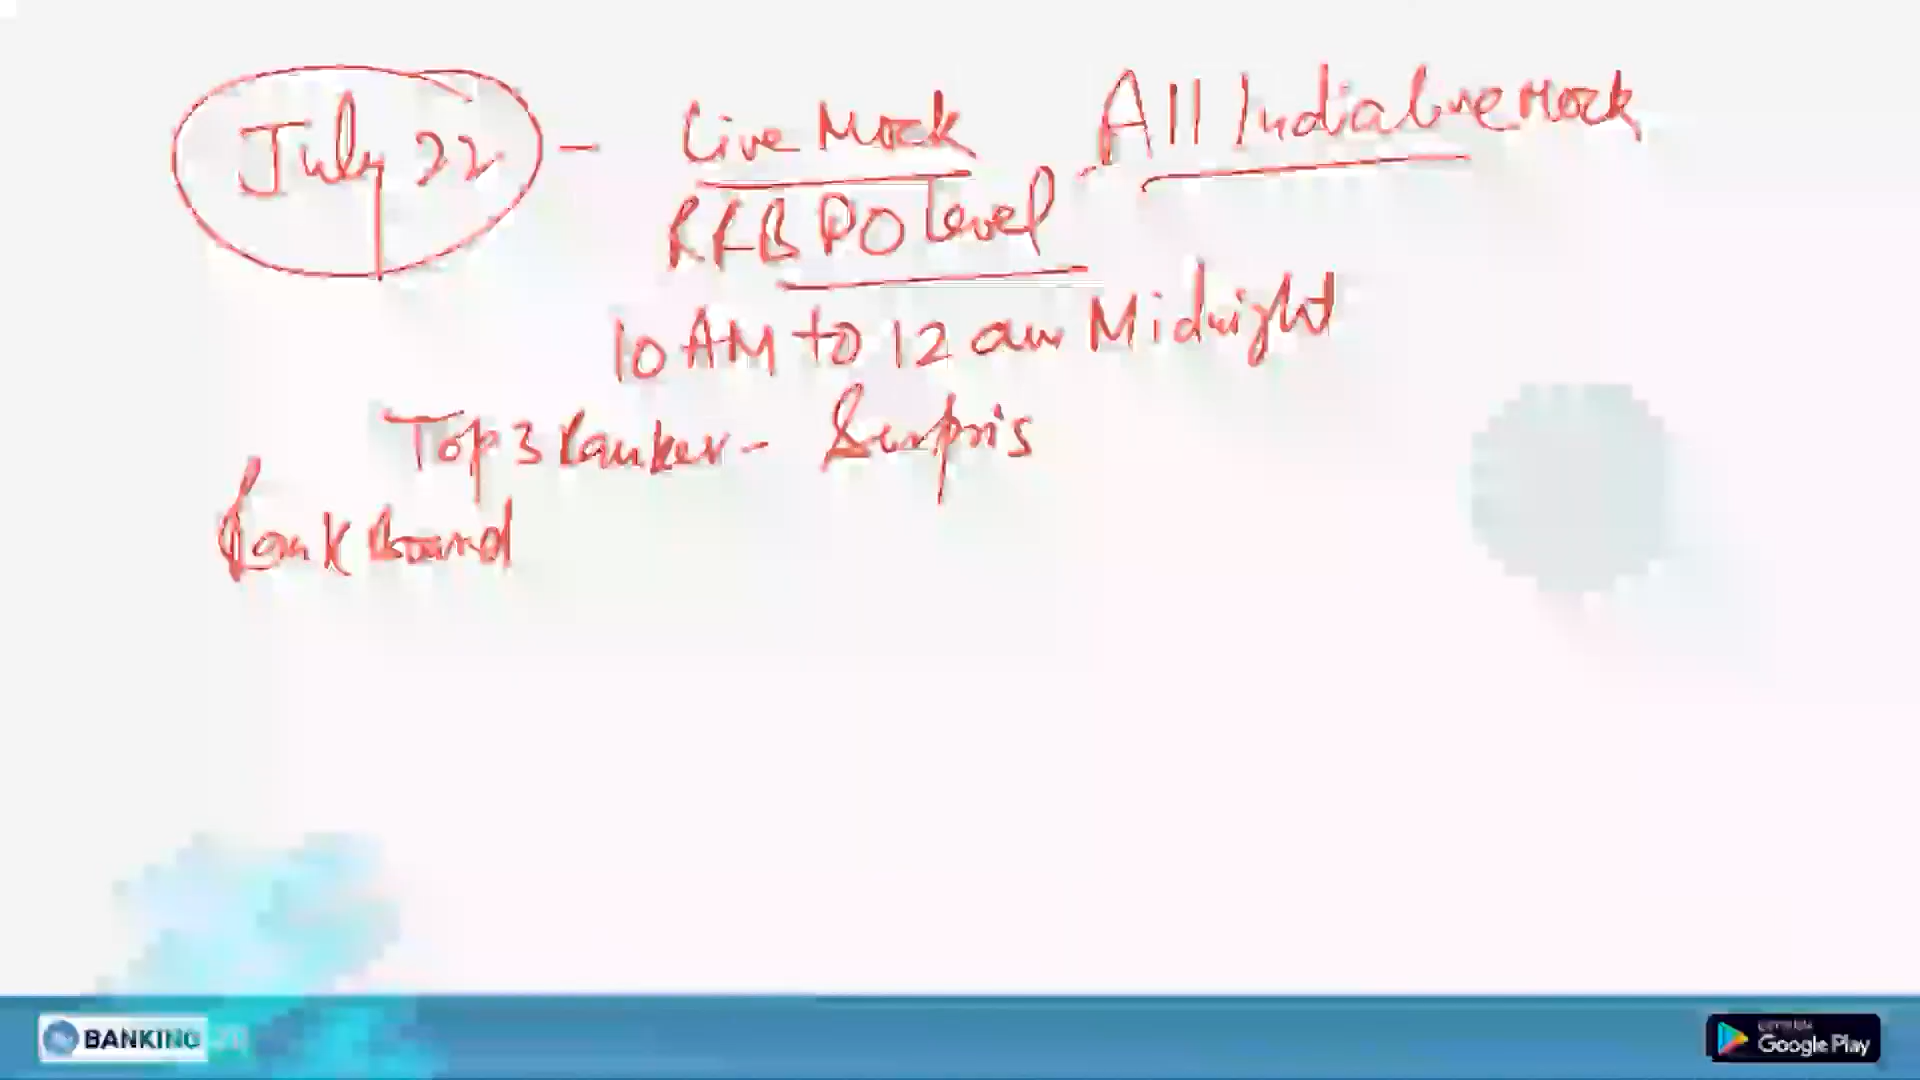 July 22 - Live Mock - All India Live Mock
RRB PO Level
10 AM to 12 am Midnight
Top 3 Ranker - Surpris
Rank Board
BANKING
Google Play